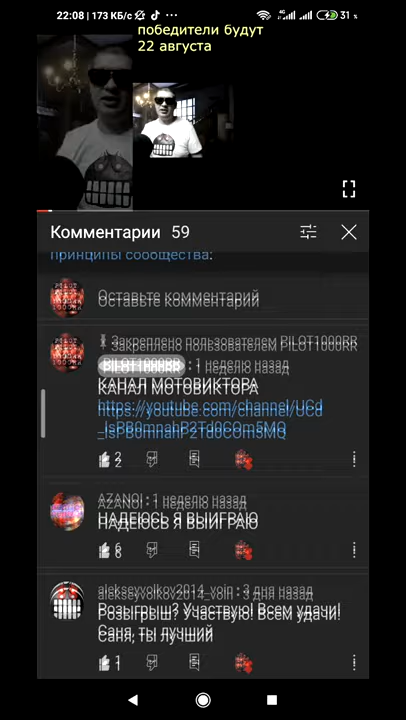 22:08 | 173 КБ/с
4G
31 %
победители будут
22 августа
Комментарии 59
принципы сообщества.
Оставьте комментарий
Закреплено пользователем PILOT1000RR
PILOT1000RR · 1 неделю назад
КАНАЛ МОТОВИКТОРА
https://youtube.com/channel/UCd
2
AZANOI · 1 неделю назад
НАДЕЮСЬ Я ВЫИГРАЮ
6
alekseyvolkov2014_voin · 3 дня назад
Розыгрыш? Участвую! Всем удачи!
Саня, ты лучший
1